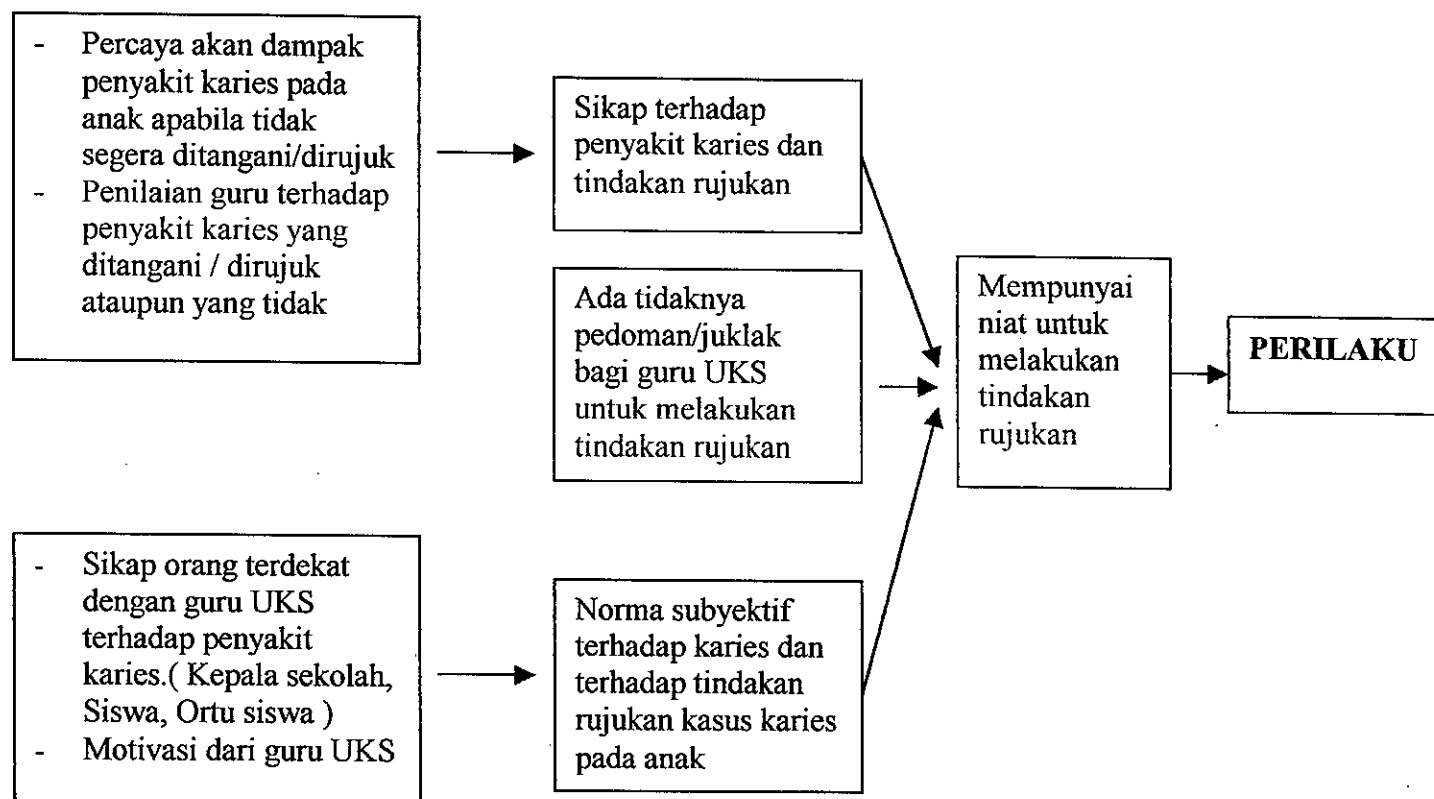 - Percaya akan dampak
penyakit karies pada
anak apabila tidak
segera ditangani/dirujuk
- Penilaian guru terhadap
penyakit karies yang
ditangani / dirujuk
ataupun yang tidak
Sikap terhadap
penyakit karies dan
tindakan rujukan
Ada tidaknya
pedoman/juklak
bagi guru UKS
untuk melakukan
tindakan rujukan
Mempunyai
niat untuk
melakukan
tindakan
rujukan
PERILAKU
- Sikap orang terdekat
dengan guru UKS
terhadap penyakit
karies.( Kepala sekolah,
Siswa, Ortu siswa )
- Motivasi dari guru UKS
Norma subyektif
terhadap karies dan
terhadap tindakan
rujukan kasus karies
pada anak